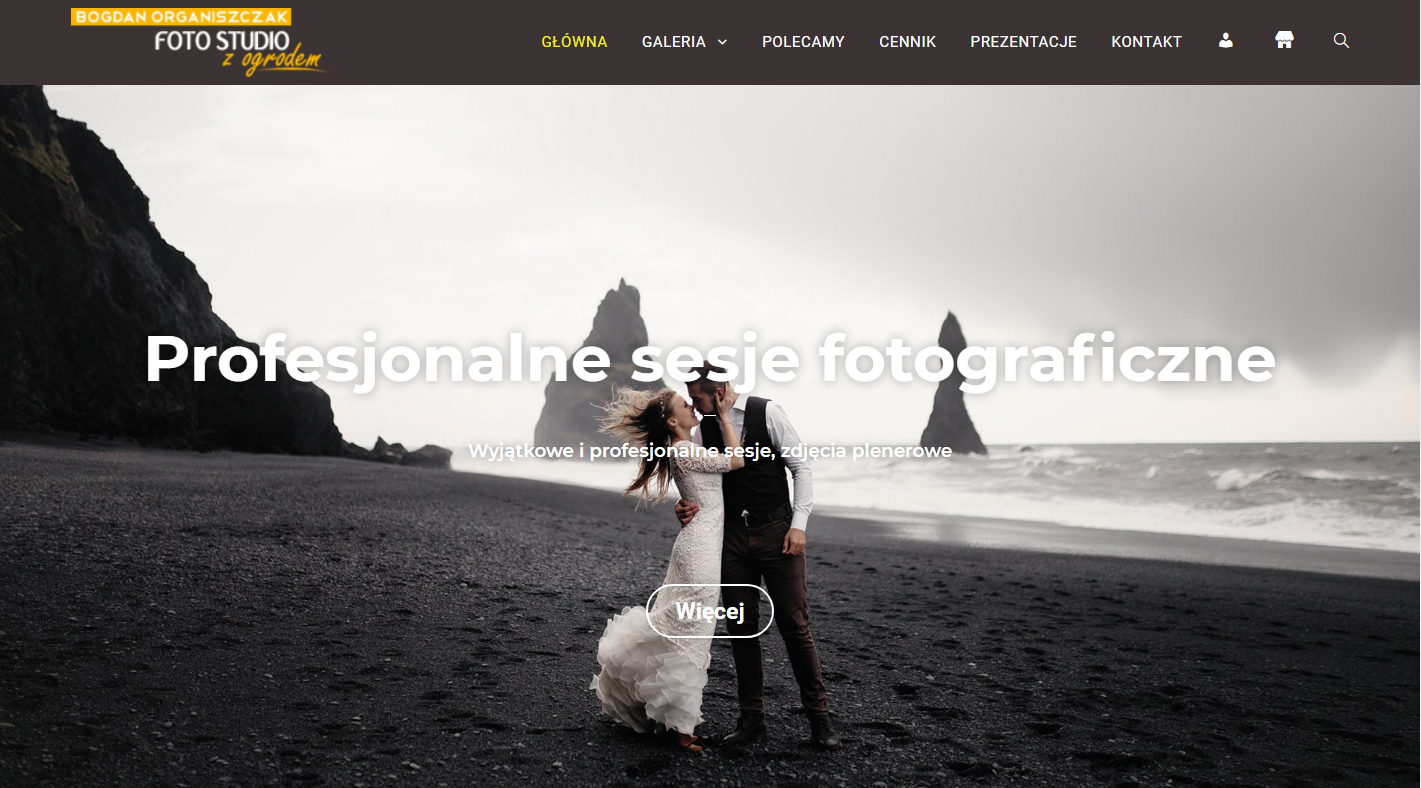 BOGDAN ORGANISZCZAK
FOTO STUDIO
z ogrodem
GŁÓWNA GALERIA POLECAMY CENNIK PREZENTACJE KONTAKT
Profesjonalne sesje fotograficzne
Wyjątkowe i profesjonalne sesje, zdjęcia plenerowe
Więcej